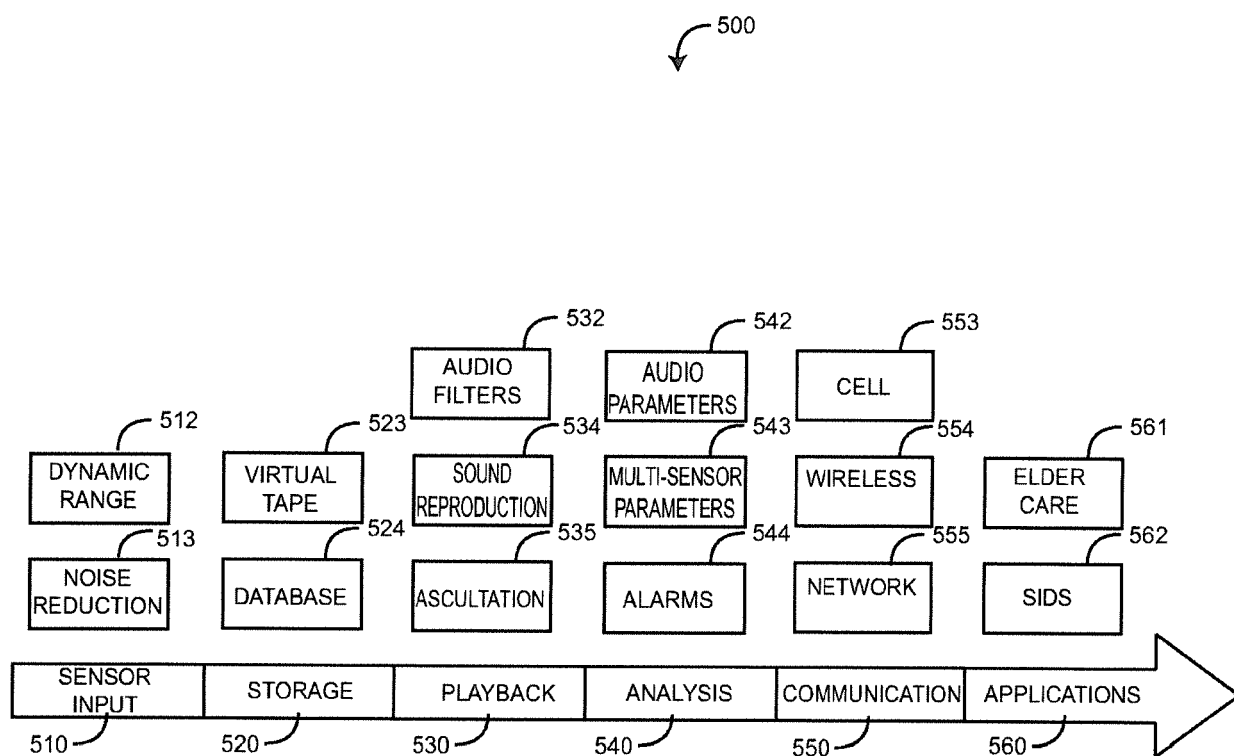 500
532
542
553
AUDIO
FILTERS
AUDIO
PARAMETERS
CELL
512
523
534
543
554
561
DYNAMIC
RANGE
VIRTUAL
TAPE
SOUND
REPRODUCTION
MULTI-SENSOR
PARAMETERS
WIRELESS
ELDER
CARE
513
524
535
544
555
562
NOISE
REDUCTION
DATABASE
ASCULTATION
ALARMS
NETWORK
SIDS
SENSOR
INPUT
STORAGE
PLAYBACK
ANALYSIS
COMMUNICATION
APPLICATIONS
510
520
530
540
550
560